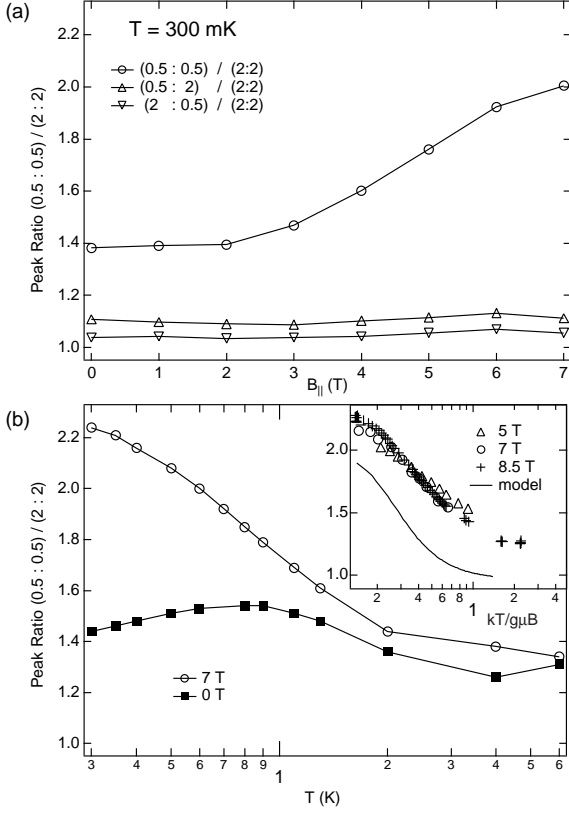 (a)
T = 300 mK
(0.5 : 0.5) / (2:2)
(0.5 : 2) / (2:2)
(2 : 0.5) / (2:2)
Peak Ratio (0.5 : 0.5) / (2 : 2)
2.2
2.0
1.8
1.6
1.4
1.2
1.0
0 1 2 3 4 5 6 7
B|| (T)
(b)
Peak Ratio (0.5 : 0.5) / (2 : 2)
2.2
2.0
1.8
1.6
1.4
1.2
1.0
7 T
0 T
3 4 5 6 7 8 9 1 2 3 4 5 6
T (K)
2.0
1.5
1.0
5 T
7 T
8.5 T
model
2 4 6 8 1 2 4
kT/gμB